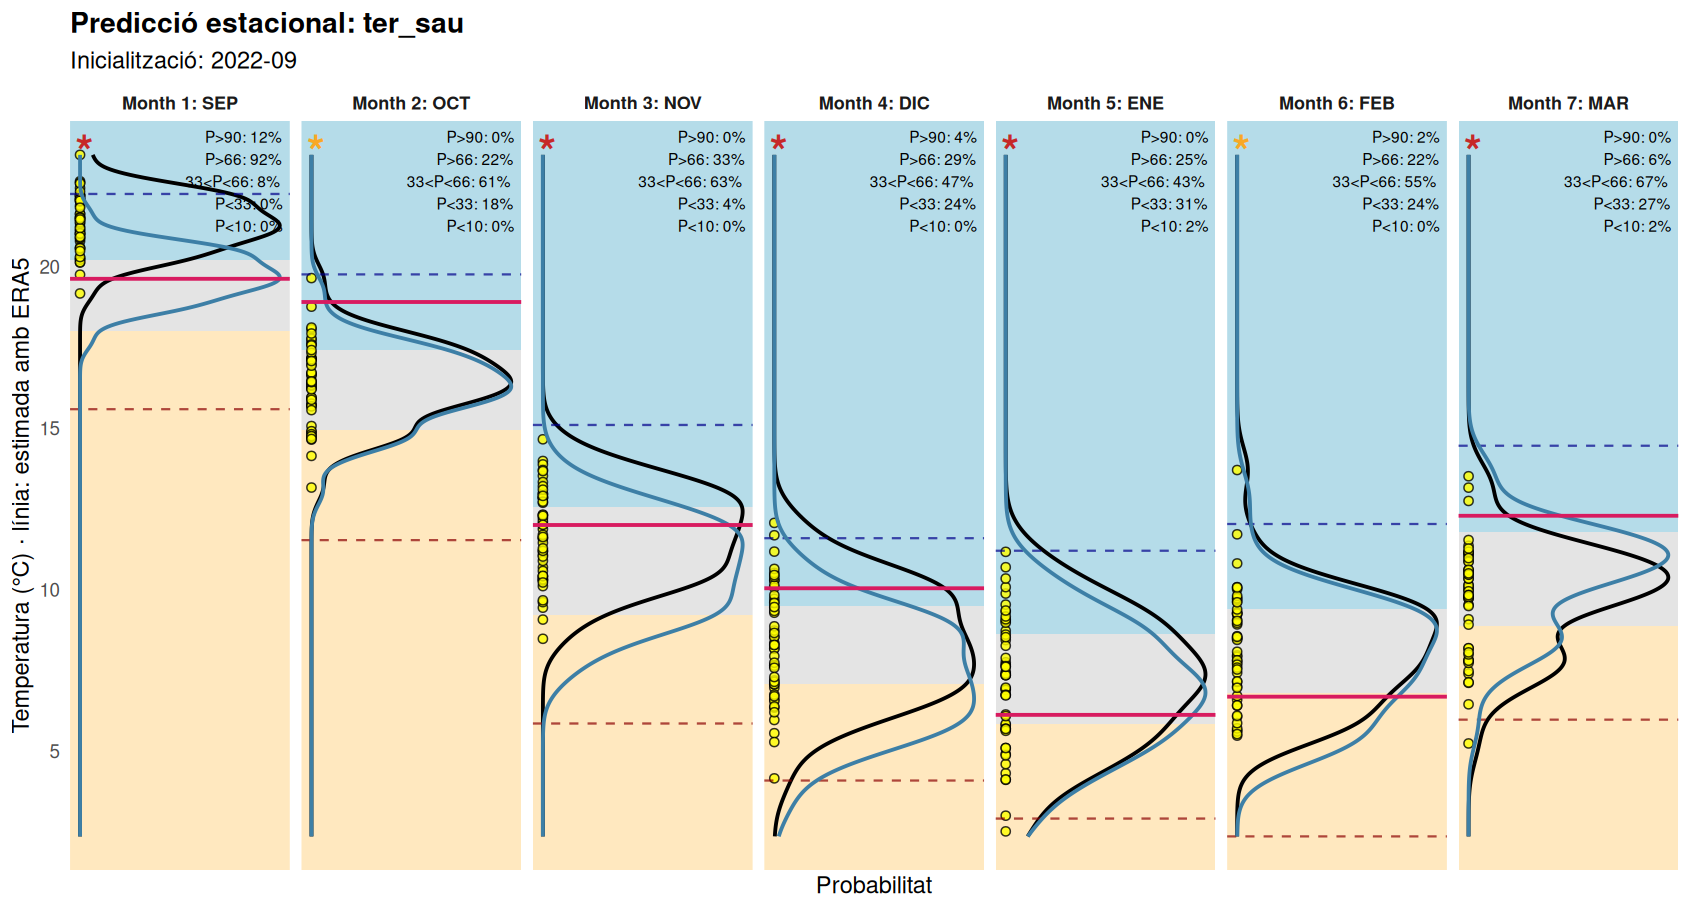 Predicció estacional: ter_sau
Inicialització: 2022-09
Month 1: SEP
Month 2: OCT
Month 3: NOV
Month 4: DIC
Month 5: ENE
Month 6: FEB
Month 7: MAR
P>90: 12%
P>66: 92%
33<P<66: 8%
P<33: 0%
P<10: 0%
P>90: 0%
P>66: 22%
33<P<66: 61%
P<33: 18%
P<10: 0%
P>90: 0%
P>66: 33%
33<P<66: 63%
P<33: 4%
P<10: 0%
P>90: 4%
P>66: 29%
33<P<66: 47%
P<33: 24%
P<10: 0%
P>90: 0%
P>66: 25%
33<P<66: 43%
P<33: 31%
P<10: 2%
P>90: 2%
P>66: 22%
33<P<66: 55%
P<33: 24%
P<10: 0%
P>90: 0%
P>66: 6%
33<P<66: 67%
P<33: 27%
P<10: 2%
Temperatura (°C) · línia: estimada amb ERA5
20
15
10
5
Probabilitat